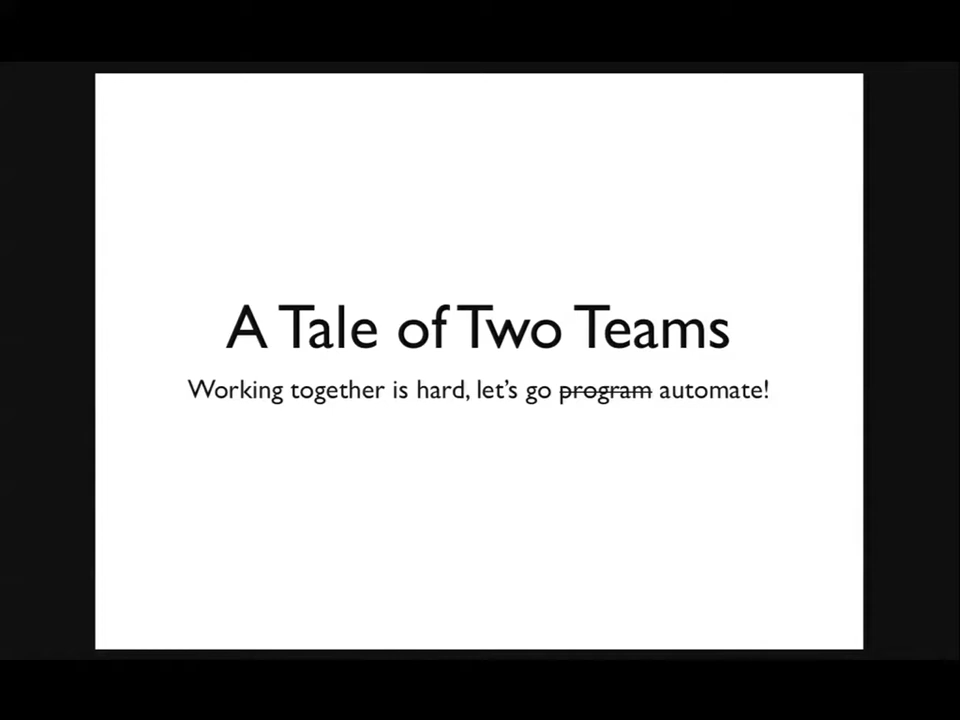 A Tale of Two Teams
Working together is hard, let's go program automate!